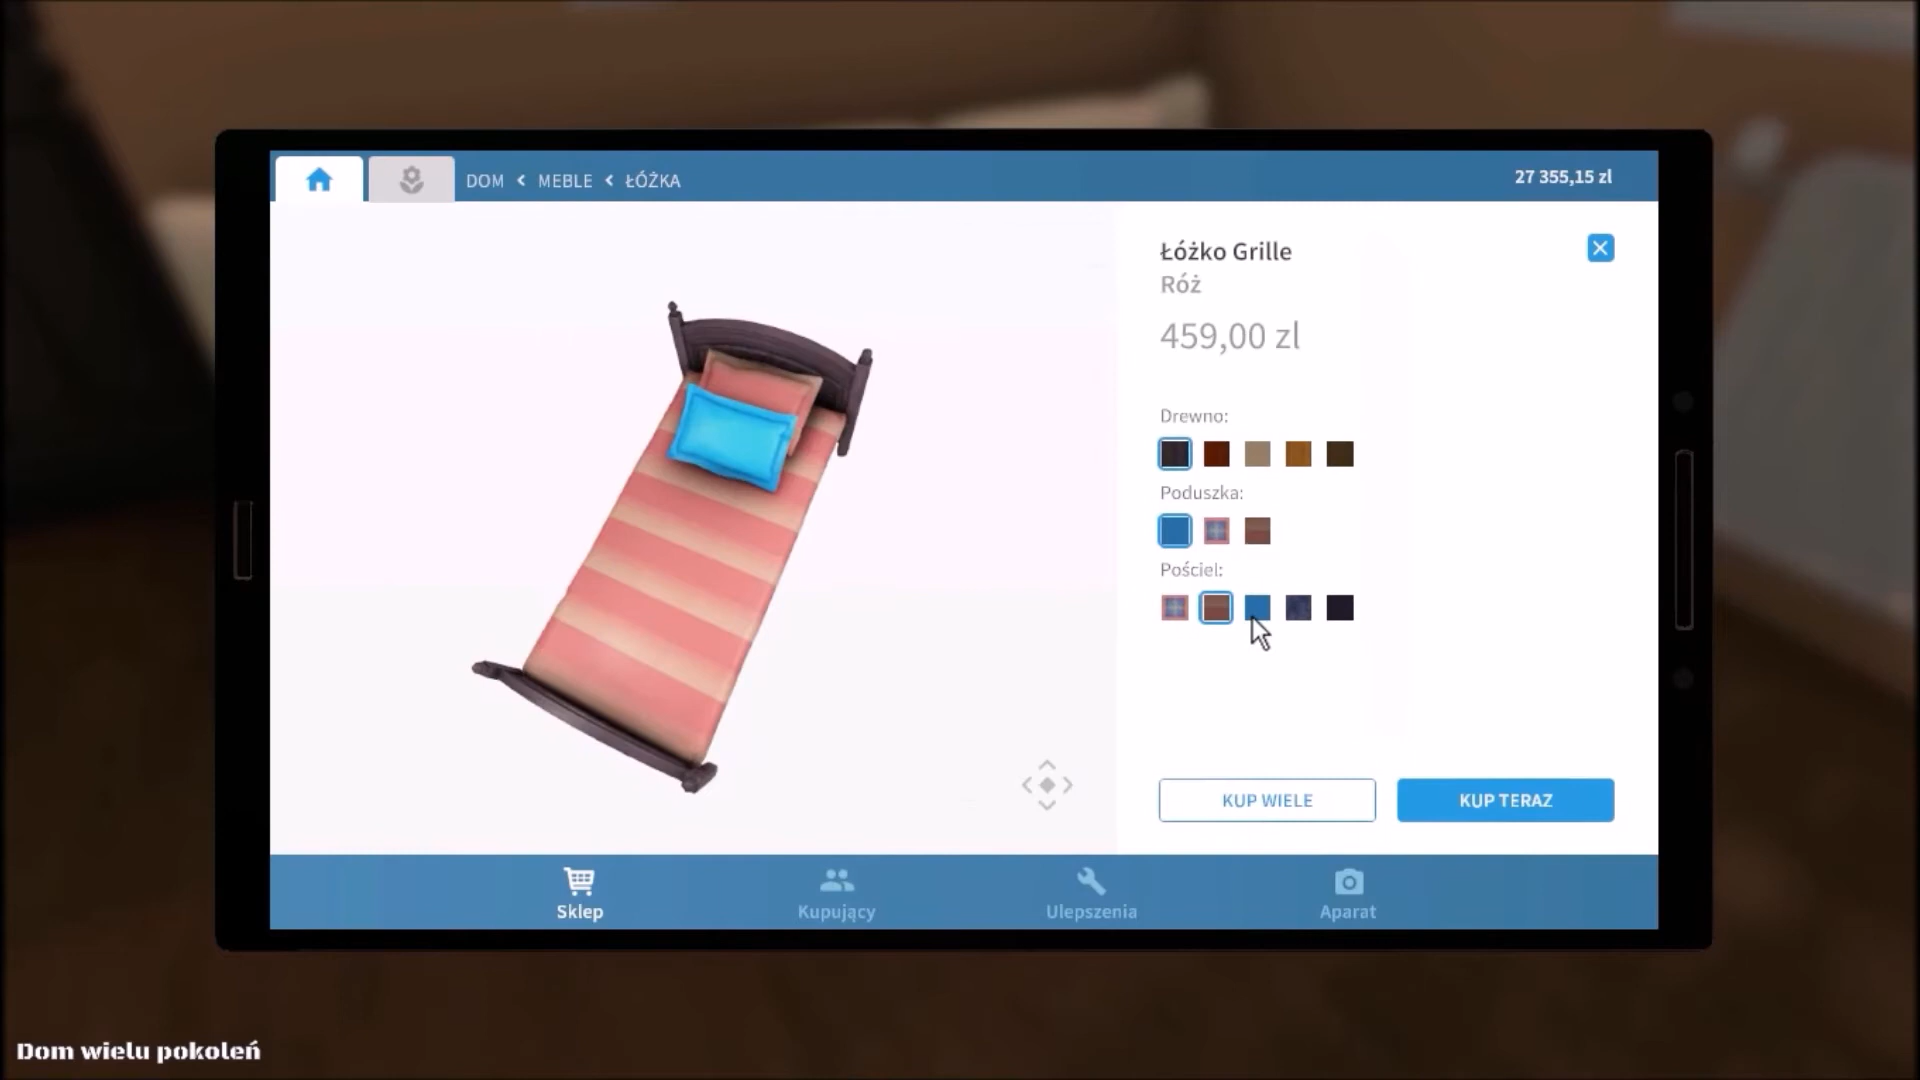 DOM < MEBLE < ŁÓŻKA
27 355,15 zl
Łóżko Grille
Róż
459,00 zl
Drewno:
Poduszka:
Pościel:
KUP WIELE
KUP TERAZ
Sklep
Kupujący
Ulepszenia
Aparat
Dom wielu pokoleń